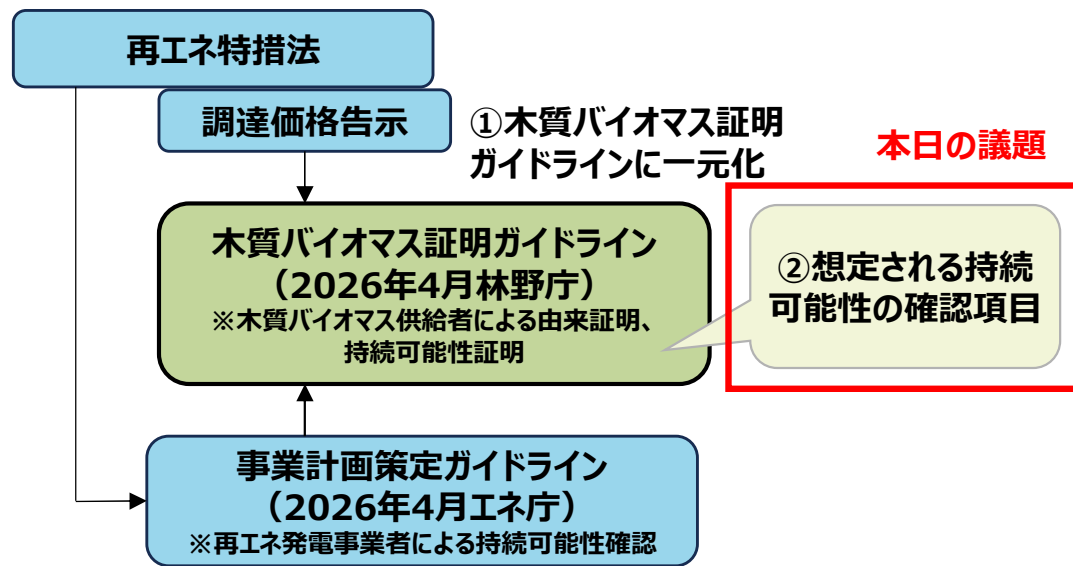 再エネ特措法
調達価格告示
①木質バイオマス証明
ガイドラインに一元化
本日の議題
木質バイオマス証明ガイドライン
（2026年4月林野庁）
※木質バイオマス供給者による由来証明、
持続可能性証明
②想定される持続
可能性の確認項目
事業計画策定ガイドライン
（2026年4月エネ庁）
※再エネ発電事業者による持続可能性確認